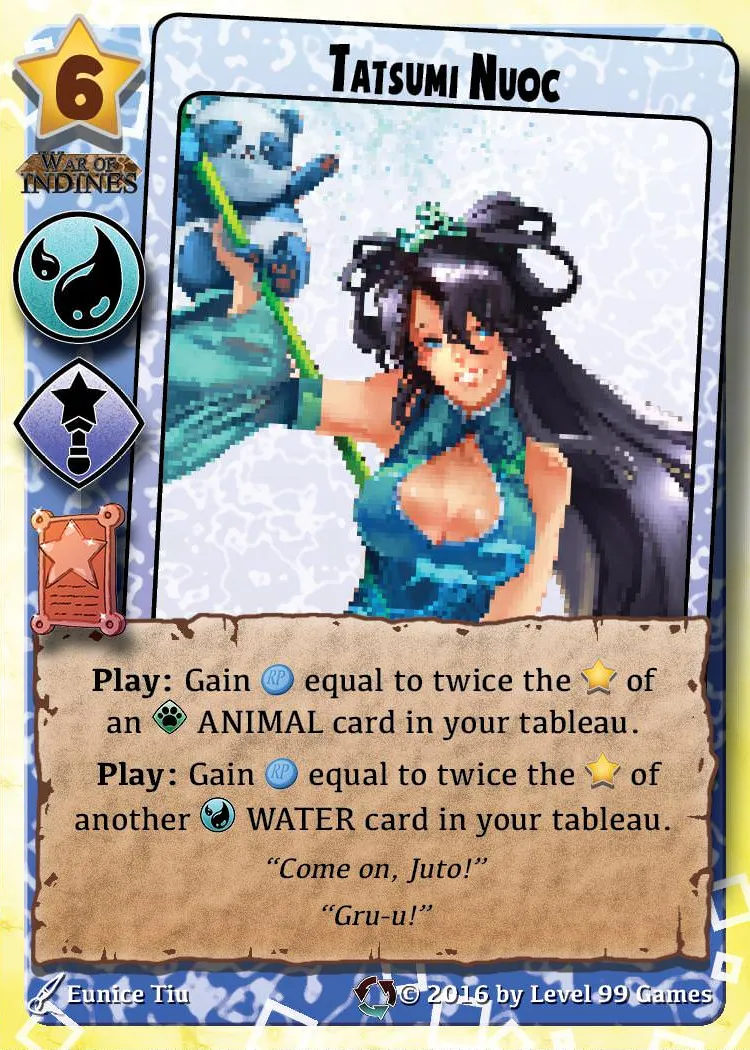 TATSUMI NUOC
6
WAR OF
INDINES
Play: Gain RP equal to twice the of
an ANIMAL card in your tableau.
Play: Gain RP equal to twice the of
another WATER card in your tableau.
“Come on, Juto!”
“Gru-u!”
Eunice Tiu
© 2016 by Level 99 Games